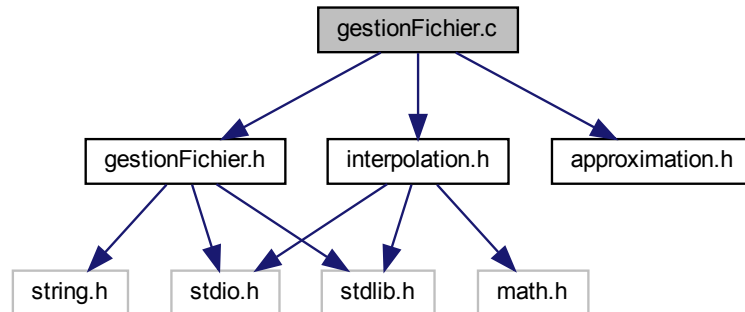 gestionFichier.c
gestionFichier.h
interpolation.h
approximation.h
string.h
stdio.h
stdlib.h
math.h